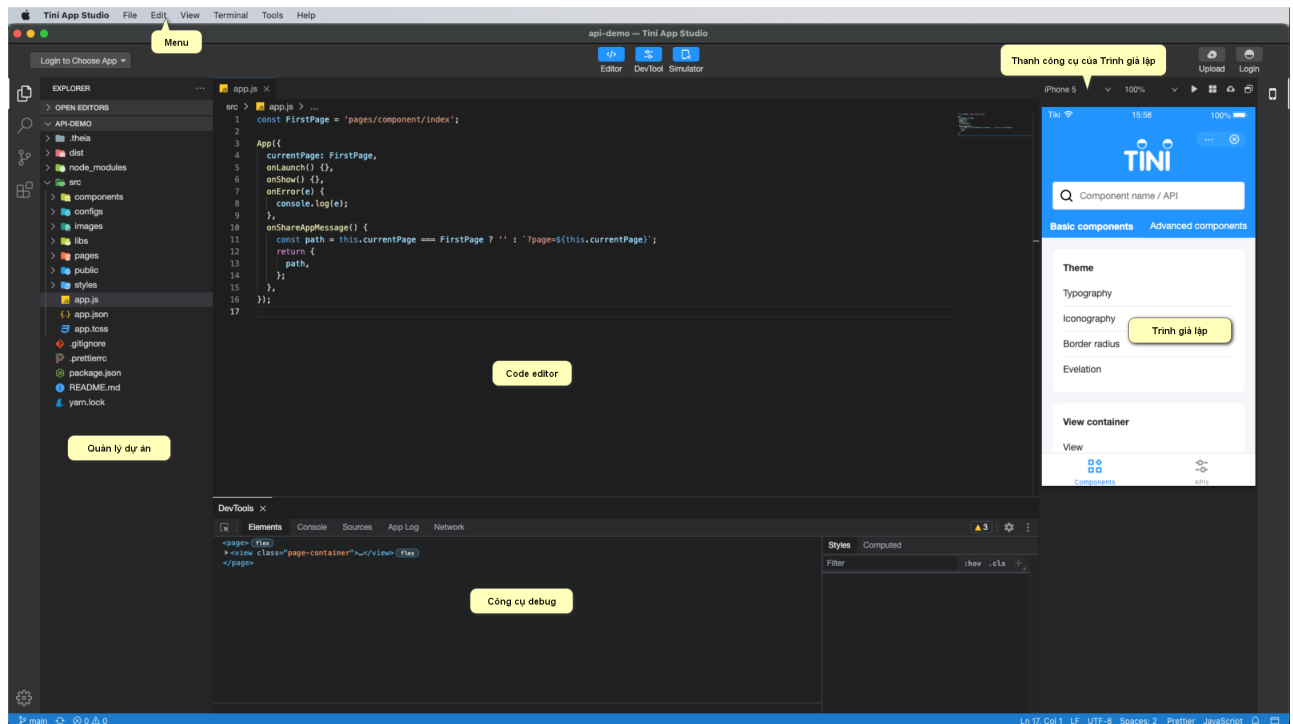 Tini App Studio File Edit View Terminal Tools Help
api-demo — Tini App Studio
Menu
Login to Choose App
Editor DevTool Simulator
Thanh công cụ của Trình giả lập
Upload Login
EXPLORER
OPEN EDITORS
API-DEMO
.theia
dist
node_modules
src
components
configs
images
libs
pages
public
styles
app.js
app.json
app.tcss
.gitignore
.prettierrc
package.json
README.md
yarn.lock
Quản lý dự án
app.js
src > app.js > ...
1 const FirstPage = 'pages/component/index';
2
3 App({
4 currentPage: FirstPage,
5 onLaunch() {},
6 onShow() {},
7 onError(e) {
8 console.log(e);
9 },
10 onShareAppMessage() {
11 const path = this.currentPage === FirstPage ? '' : `?page=${this.currentPage}`;
12 return {
13 path,
14 };
15 },
16 });
17
Code editor
iPhone 5 100%
Tiki 15:58 100%
TINI
Component name / API
Basic components Advanced components
Theme
Typography
Iconography
Border radius
Evelation
Trình giả lập
View container
View
Components APIs
DevTools
Elements Console Sources App Log Network
3
<page> flex
<view class="page-container">…</view> flex
</page>
Styles Computed
Filter :hov .cls +
Công cụ debug
main 0 0
Ln 17, Col 1 LF UTF-8 Spaces: 2 Prettier JavaScript